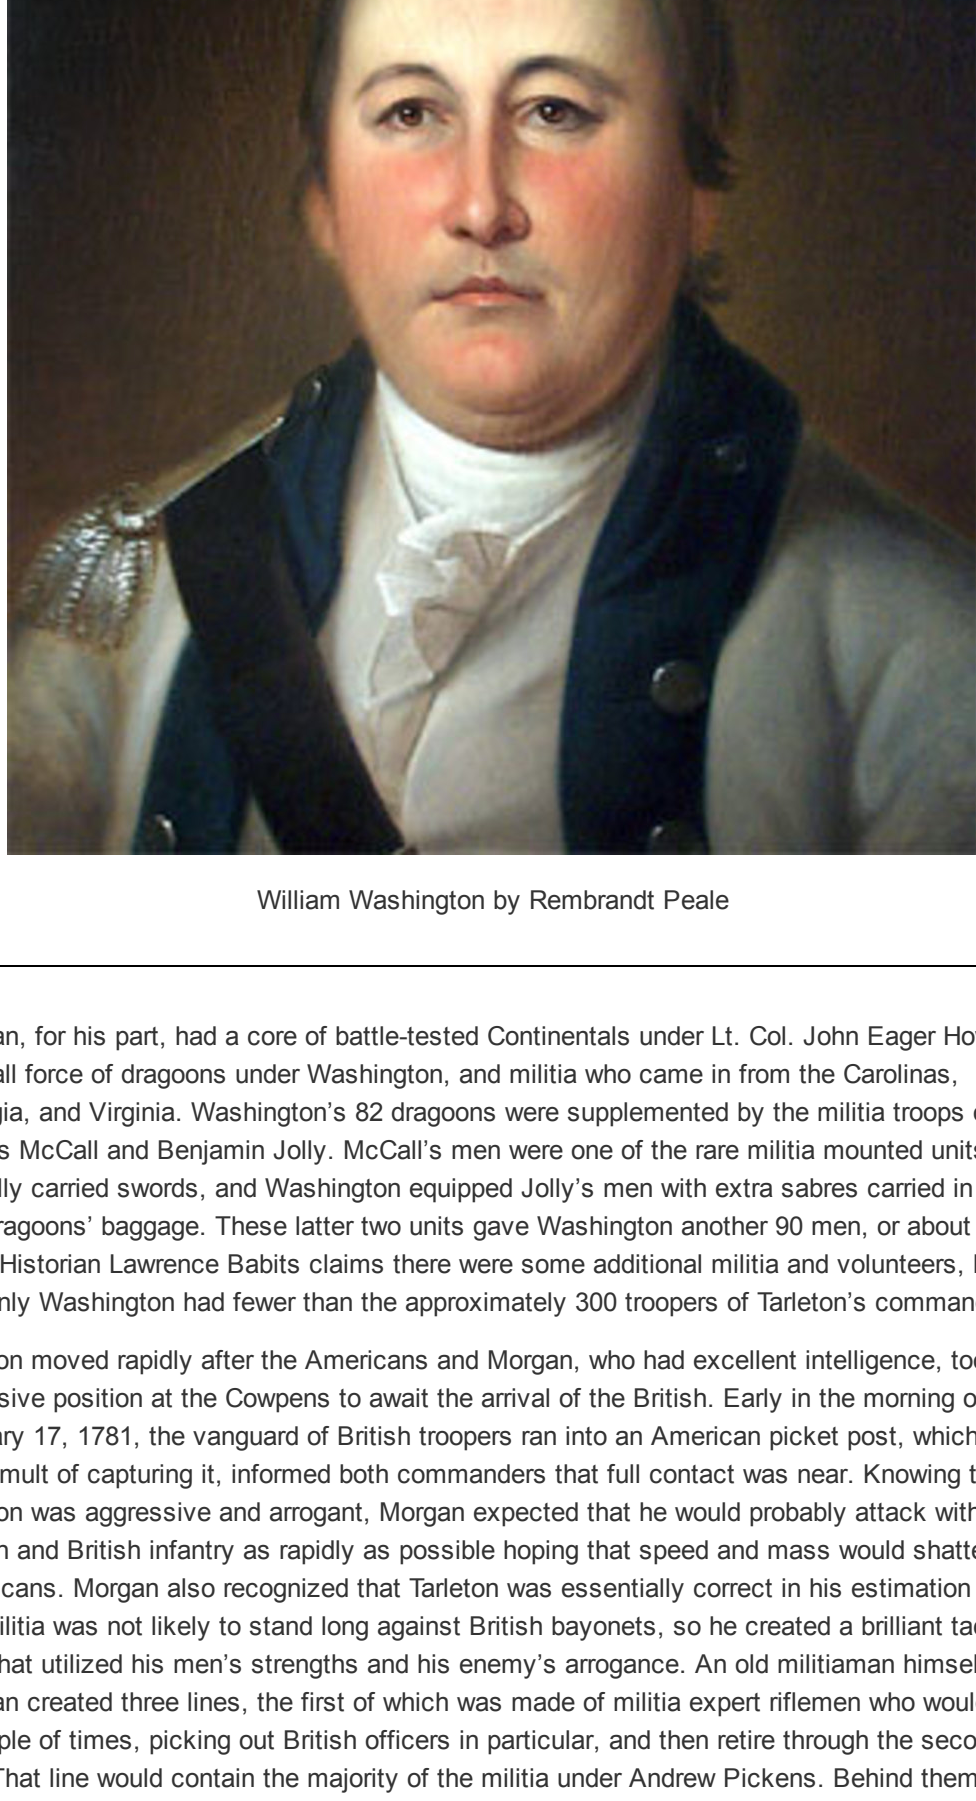 William Washington by Rembrandt Peale
an, for his part, had a core of battle-tested Continentals under Lt. Col. John Eager Ho
all force of dragoons under Washington, and militia who came in from the Carolinas,
gia, and Virginia. Washington’s 82 dragoons were supplemented by the militia troops
s McCall and Benjamin Jolly. McCall’s men were one of the rare militia mounted units
lly carried swords, and Washington equipped Jolly’s men with extra sabres carried in
ragoons’ baggage. These latter two units gave Washington another 90 men, or about
Historian Lawrence Babits claims there were some additional militia and volunteers,
nly Washington had fewer than the approximately 300 troopers of Tarleton’s comman
on moved rapidly after the Americans and Morgan, who had excellent intelligence, to
sive position at the Cowpens to await the arrival of the British. Early in the morning o
ary 17, 1781, the vanguard of British troopers ran into an American picket post, which
mult of capturing it, informed both commanders that full contact was near. Knowing t
on was aggressive and arrogant, Morgan expected that he would probably attack with
n and British infantry as rapidly as possible hoping that speed and mass would shatte
cans. Morgan also recognized that Tarleton was essentially correct in his estimation
ilitia was not likely to stand long against British bayonets, so he created a brilliant ta
hat utilized his men’s strengths and his enemy’s arrogance. An old militiaman himse
an created three lines, the first of which was made of militia expert riflemen who woul
ple of times, picking out British officers in particular, and then retire through the seco
That line would contain the majority of the militia under Andrew Pickens. Behind them